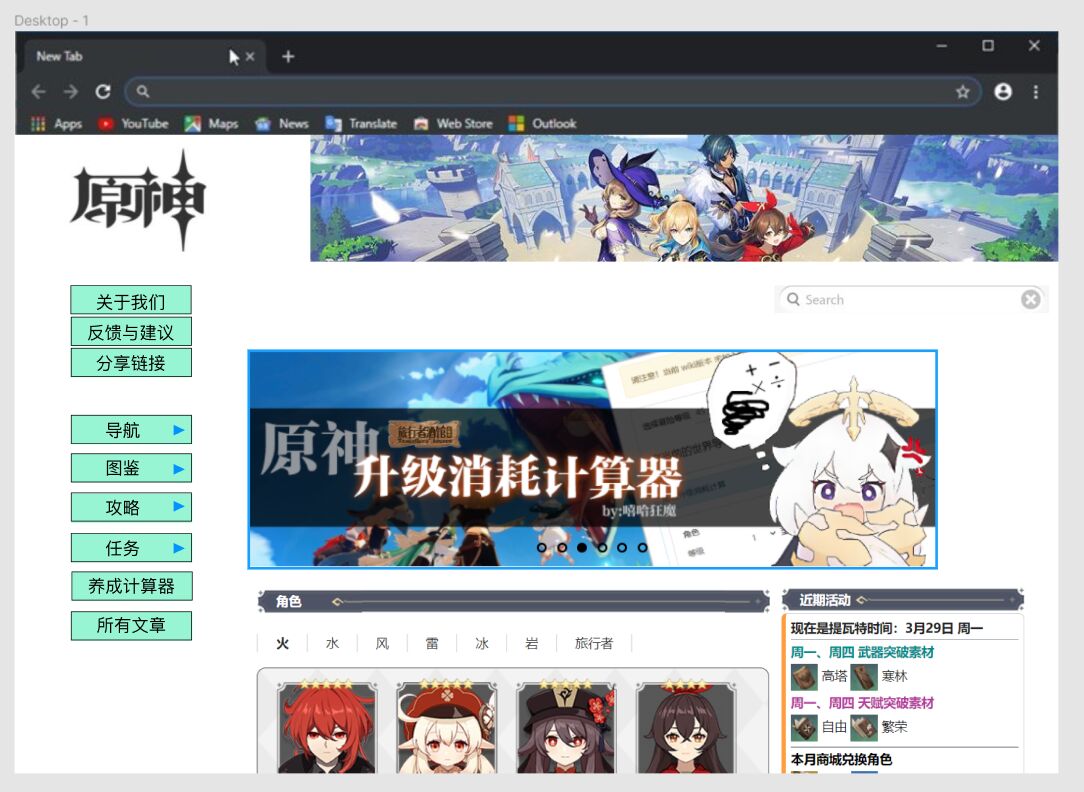 Desktop - 1
New Tab
Apps YouTube Maps News Translate Web Store Outlook
原神
关于我们
反馈与建议
分享链接
Search
导航
图鉴
攻略
任务
养成计算器
所有文章
原神
旅行者酒馆
升级消耗计算器
by:嘻哈狂魔
角色
等级
角色
火 水 风 雷 冰 岩 旅行者
近期活动
现在是提瓦特时间：3月29日 周一
周一、周四 武器突破素材
高塔 塞林
周一、周四 天赋突破素材
自由 繁荣
本月商城兑换角色